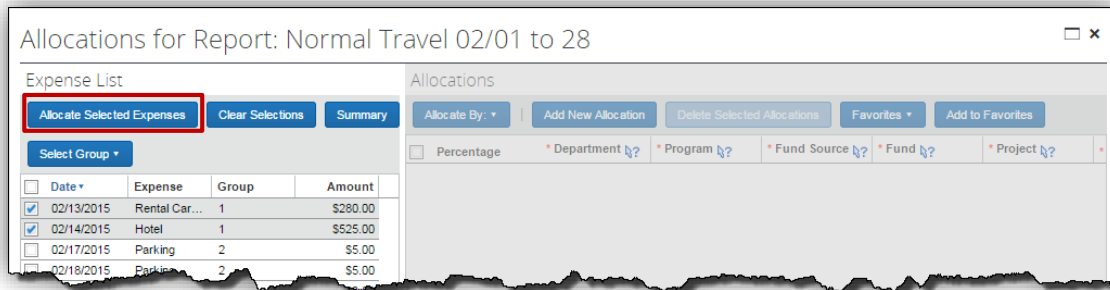 Allocations for Report: Normal Travel 02/01 to 28
Expense List
Allocations
Allocate Selected Expenses Clear Selections Summary
Allocate By: Add New Allocation Delete Selected Allocations Favorites Add to Favorites
Select Group
Percentage * Department * Program * Fund Source * Fund * Project *
Date Expense Group Amount
02/13/2015 Rental Car... 1 $280.00
02/14/2015 Hotel 1 $525.00
02/17/2015 Parking 2 $5.00
02/18/2015 Parking 2 $5.00